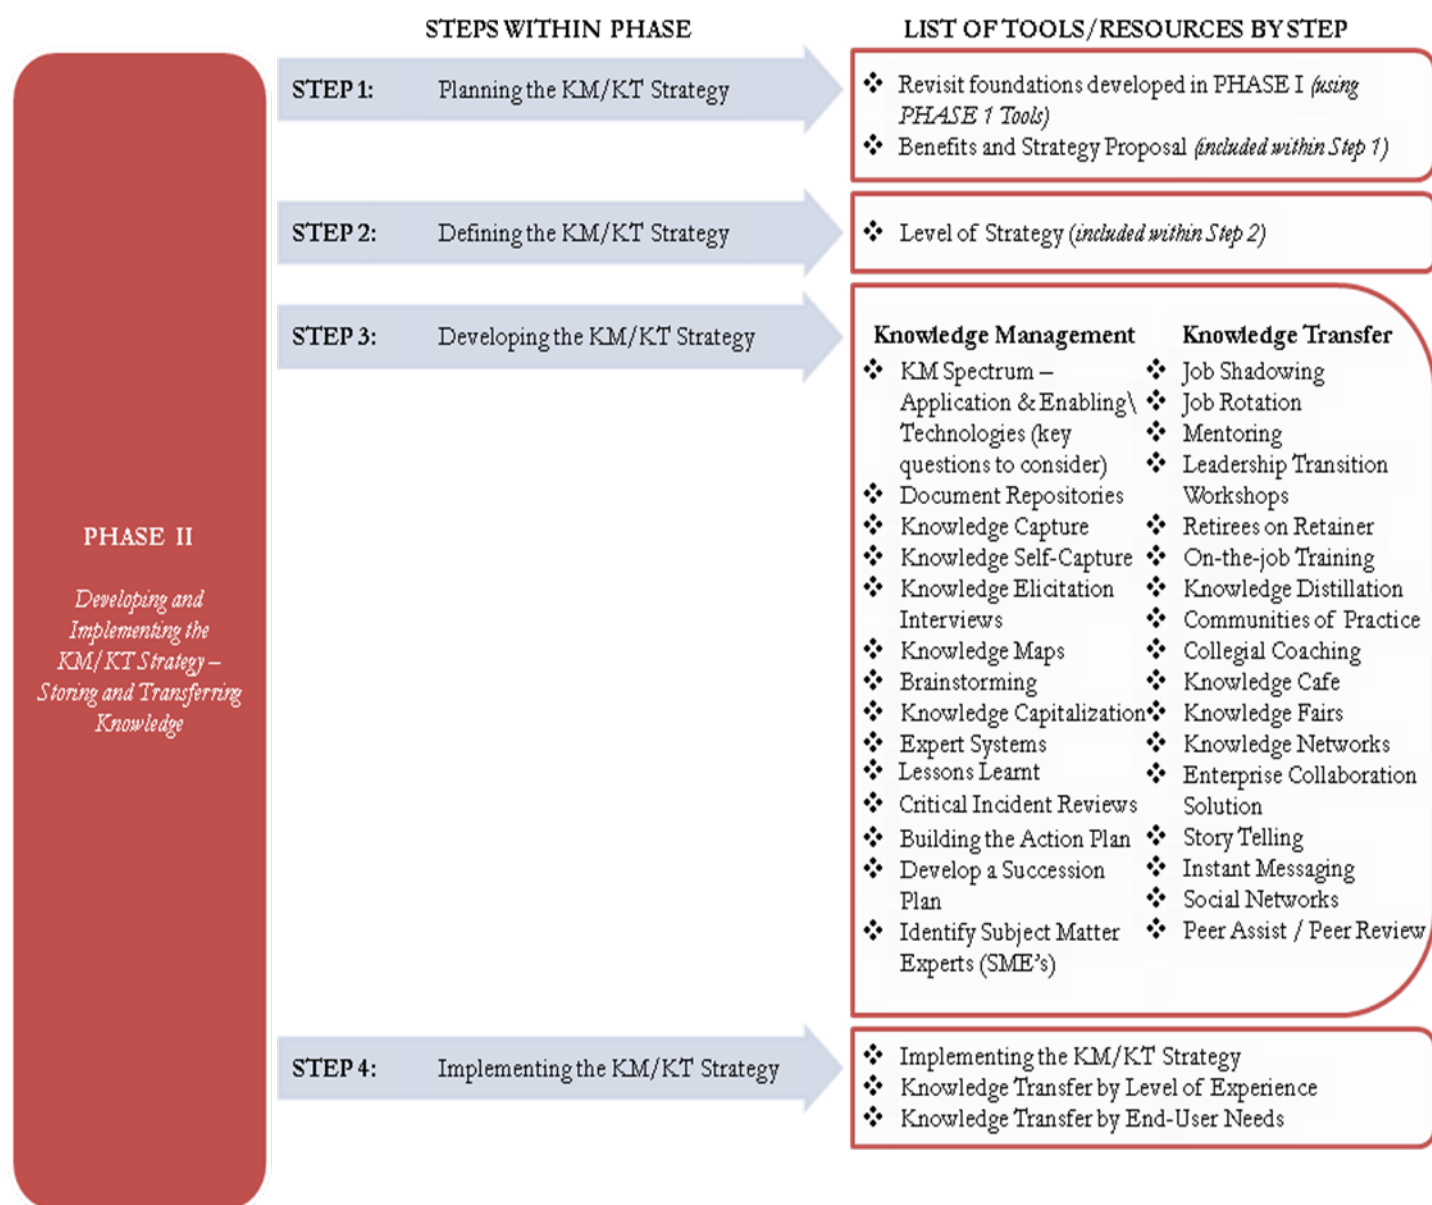 STEPS WITHIN PHASE
LIST OF TOOLS/RESOURCES BY STEP
PHASE II
Developing and
Implementing the
KM/KT Strategy –
Storing and Transferring
Knowledge
STEP 1: Planning the KM/KT Strategy
❖ Revisit foundations developed in PHASE I (using
PHASE 1 Tools)
❖ Benefits and Strategy Proposal (included within Step 1)
STEP 2: Defining the KM/KT Strategy
❖ Level of Strategy (included within Step 2)
STEP 3: Developing the KM/KT Strategy
Knowledge Management
❖ KM Spectrum –
Application & Enabling\
Technologies (key
questions to consider)
❖ Document Repositories
❖ Knowledge Capture
❖ Knowledge Self-Capture
❖ Knowledge Elicitation
Interviews
❖ Knowledge Maps
❖ Brainstorming
❖ Knowledge Capitalization
❖ Expert Systems
❖ Lessons Learnt
❖ Critical Incident Reviews
❖ Building the Action Plan
❖ Develop a Succession
Plan
❖ Identify Subject Matter
Experts (SME's)
Knowledge Transfer
❖ Job Shadowing
❖ Job Rotation
❖ Mentoring
❖ Leadership Transition
Workshops
❖ Retirees on Retainer
❖ On-the-job Training
❖ Knowledge Distillation
❖ Communities of Practice
❖ Collegial Coaching
❖ Knowledge Cafe
❖ Knowledge Fairs
❖ Knowledge Networks
❖ Enterprise Collaboration
Solution
❖ Story Telling
❖ Instant Messaging
❖ Social Networks
❖ Peer Assist / Peer Review
STEP 4: Implementing the KM/KT Strategy
❖ Implementing the KM/KT Strategy
❖ Knowledge Transfer by Level of Experience
❖ Knowledge Transfer by End-User Needs